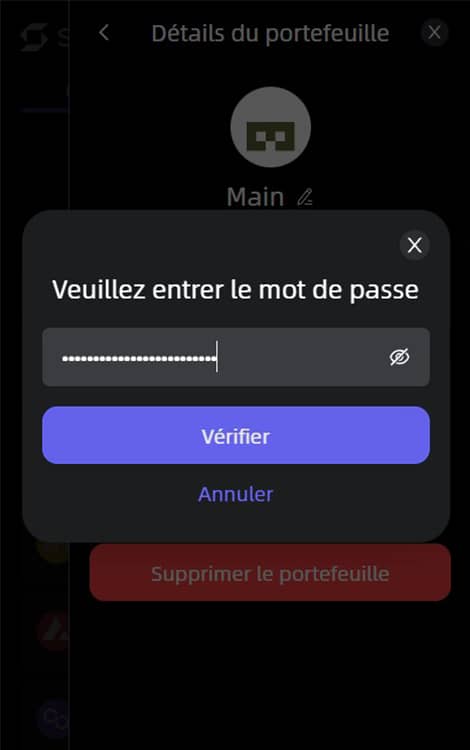 Détails du portefeuille
Main
Veuillez entrer le mot de passe
Vérifier
Annuler
Supprimer le portefeuille